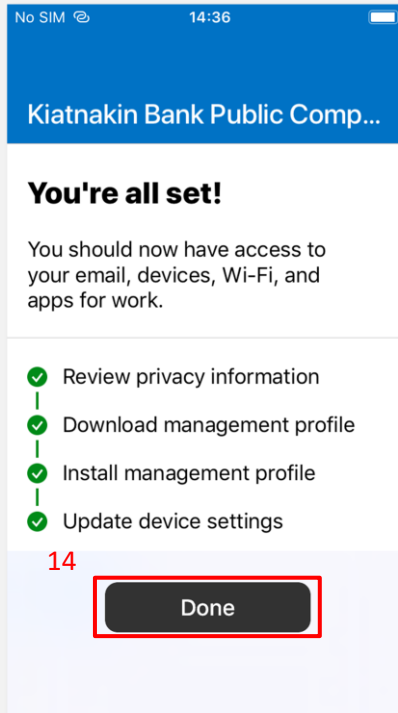 No SIM 14:36
Kiatnakin Bank Public Comp...
You're all set!
You should now have access to
your email, devices, Wi-Fi, and
apps for work.
Review privacy information
Download management profile
Install management profile
Update device settings
14
Done